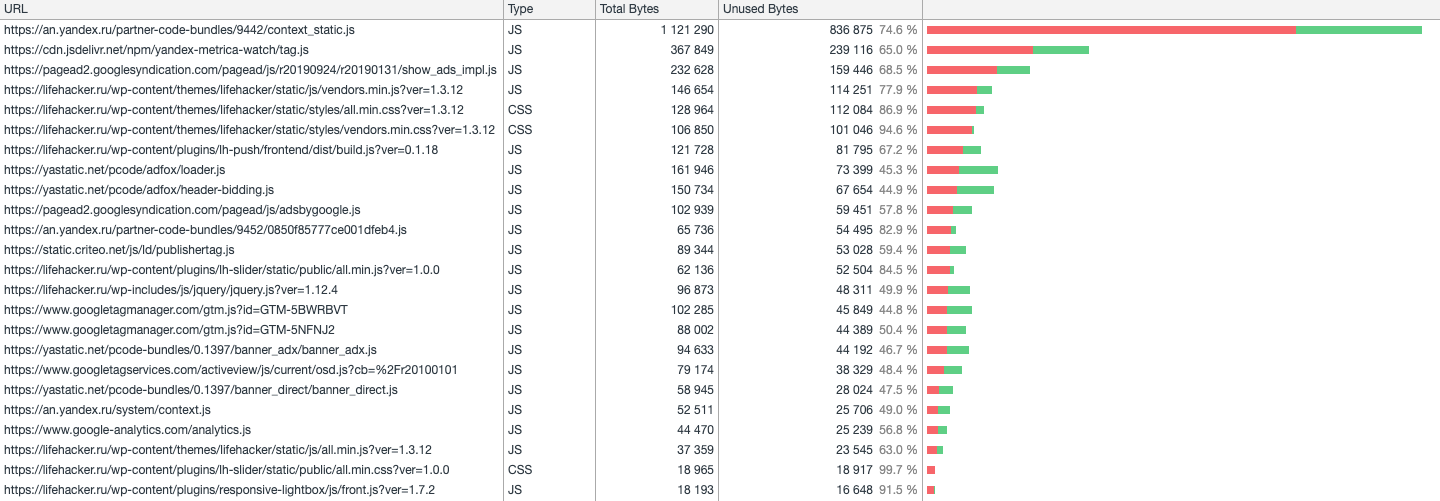 URL Type Total Bytes Unused Bytes
https://an.yandex.ru/partner-code-bundles/9442/context_static.js JS 1 121 290 836 875 74.6 %
https://cdn.jsdelivr.net/npm/yandex-metrica-watch/tag.js JS 367 849 239 116 65.0 %
https://pagead2.googlesyndication.com/pagead/js/r20190924/r20190131/show_ads_impl.js JS 232 628 159 446 68.5 %
https://lifehacker.ru/wp-content/themes/lifehacker/static/js/vendors.min.js?ver=1.3.12 JS 146 654 114 251 77.9 %
https://lifehacker.ru/wp-content/themes/lifehacker/static/styles/all.min.css?ver=1.3.12 CSS 128 964 112 084 86.9 %
https://lifehacker.ru/wp-content/themes/lifehacker/static/styles/vendors.min.css?ver=1.3.12 CSS 106 850 101 046 94.6 %
https://lifehacker.ru/wp-content/plugins/lh-push/frontend/dist/build.js?ver=0.1.18 JS 121 728 81 795 67.2 %
https://yastatic.net/pcode/adfox/loader.js JS 161 946 73 399 45.3 %
https://yastatic.net/pcode/adfox/header-bidding.js JS 150 734 67 654 44.9 %
https://pagead2.googlesyndication.com/pagead/js/adsbygoogle.js JS 102 939 59 451 57.8 %
https://an.yandex.ru/partner-code-bundles/9452/0850f85777ce001dfeb4.js JS 65 736 54 495 82.9 %
https://static.criteo.net/js/ld/publishertag.js JS 89 344 53 028 59.4 %
https://lifehacker.ru/wp-content/plugins/lh-slider/static/public/all.min.js?ver=1.0.0 JS 62 136 52 504 84.5 %
https://lifehacker.ru/wp-includes/js/jquery/jquery.js?ver=1.12.4 JS 96 873 48 311 49.9 %
https://www.googletagmanager.com/gtm.js?id=GTM-5BWRBVT JS 102 285 45 849 44.8 %
https://www.googletagmanager.com/gtm.js?id=GTM-5NFNJ2 JS 88 002 44 389 50.4 %
https://yastatic.net/pcode-bundles/0.1397/banner_adx/banner_adx.js JS 94 633 44 192 46.7 %
https://www.googletagservices.com/activeview/js/current/osd.js?cb=%2Fr20100101 JS 79 174 38 329 48.4 %
https://yastatic.net/pcode-bundles/0.1397/banner_direct/banner_direct.js JS 58 945 28 024 47.5 %
https://an.yandex.ru/system/context.js JS 52 511 25 706 49.0 %
https://www.google-analytics.com/analytics.js JS 44 470 25 239 56.8 %
https://lifehacker.ru/wp-content/themes/lifehacker/static/js/all.min.js?ver=1.3.12 JS 37 359 23 545 63.0 %
https://lifehacker.ru/wp-content/plugins/lh-slider/static/public/all.min.css?ver=1.0.0 CSS 18 965 18 917 99.7 %
https://lifehacker.ru/wp-content/plugins/responsive-lightbox/js/front.js?ver=1.7.2 JS 18 193 16 648 91.5 %